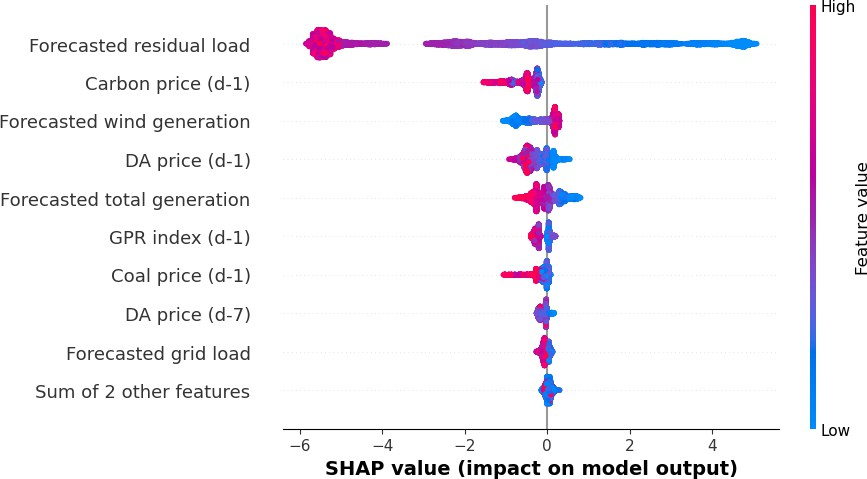 High
Forecasted residual load
Carbon price (d-1)
Forecasted wind generation
DA price (d-1)
Forecasted total generation
GPR index (d-1)
Coal price (d-1)
DA price (d-7)
Forecasted grid load
Sum of 2 other features
Feature value
Low
−6 −4 −2 0 2 4
SHAP value (impact on model output)